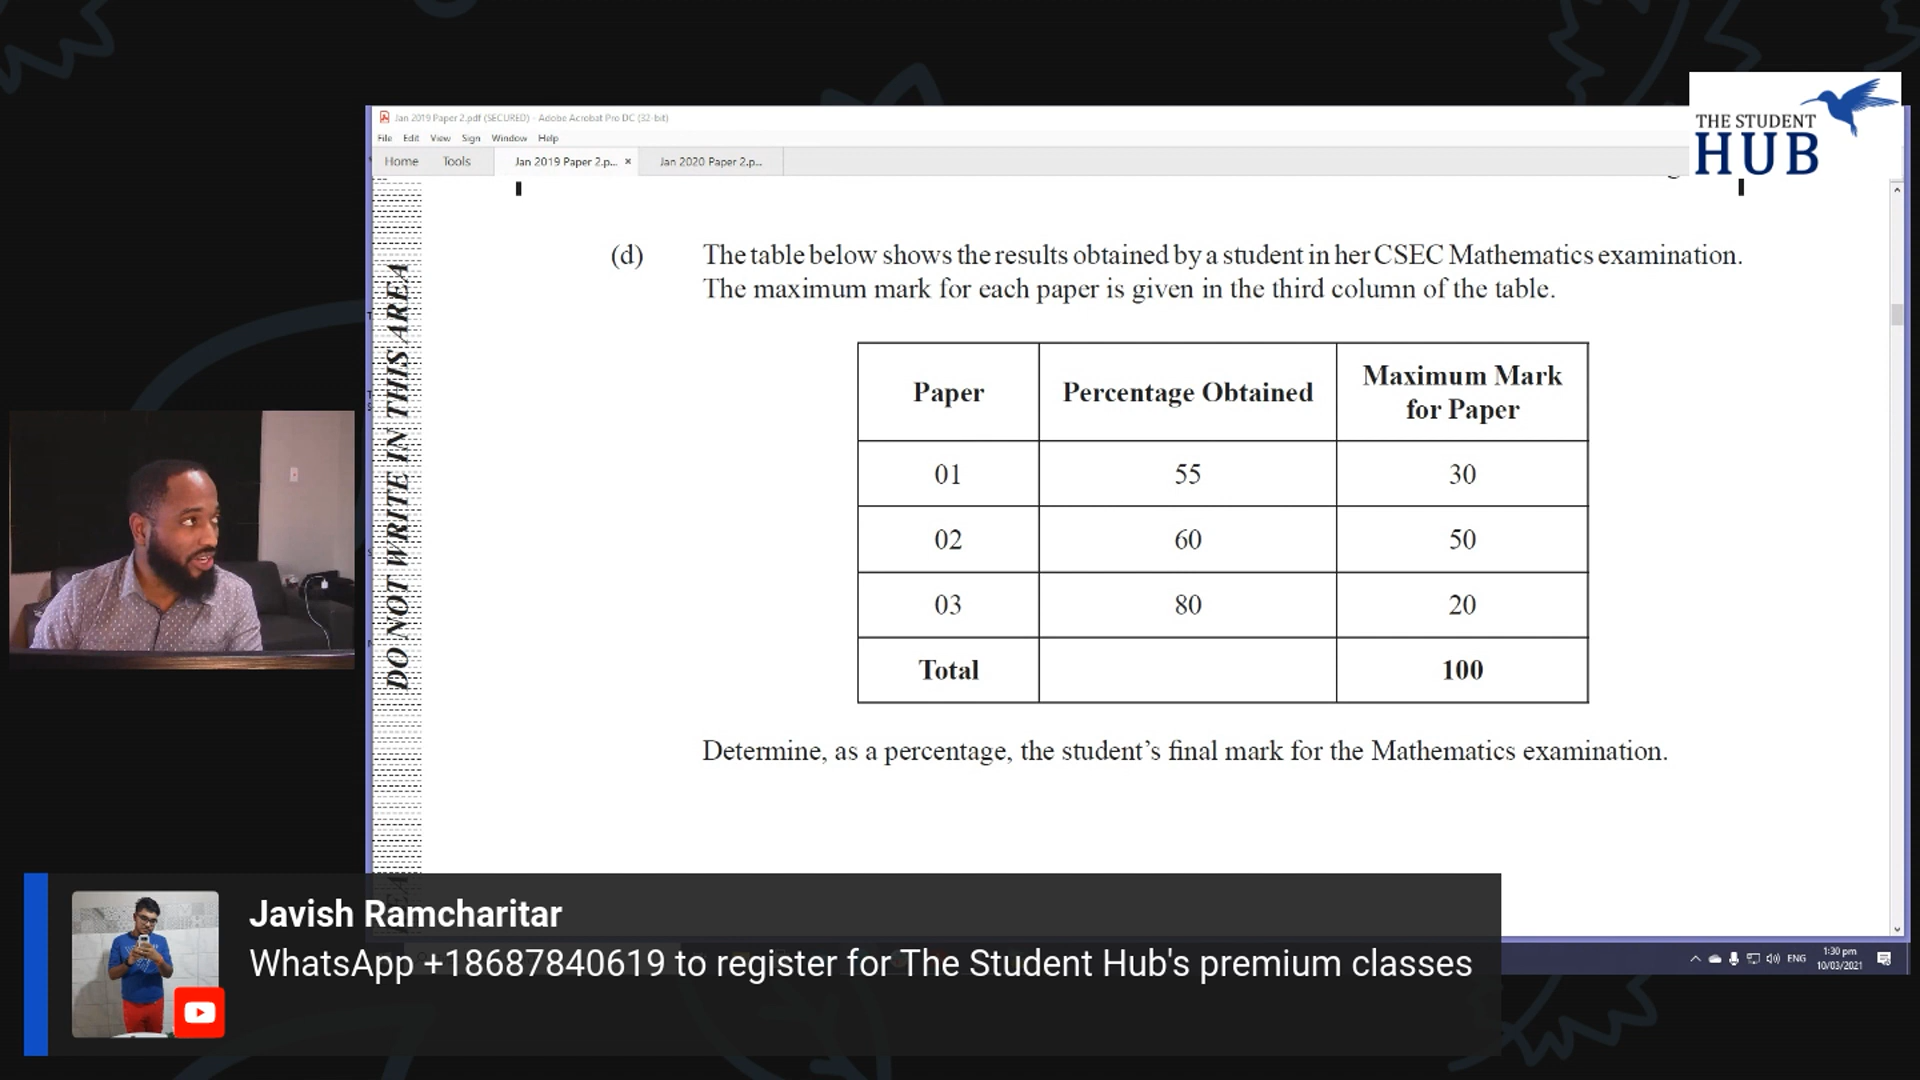 Jan 2019 Paper 2.pdf (SECURED) - Adobe Acrobat Pro DC (32-bit)
File Edit View Sign Window Help
Home Tools Jan 2019 Paper 2.p... × Jan 2020 Paper 2.p...
THE STUDENT
HUB
DO NOT WRITE IN THIS AREA
(d) The table below shows the results obtained by a student in her CSEC Mathematics examination.
The maximum mark for each paper is given in the third column of the table.
Paper Percentage Obtained Maximum Mark
for Paper
01 55 30
02 60 50
03 80 20
Total 100
Determine, as a percentage, the student's final mark for the Mathematics examination.
Javish Ramcharitar
WhatsApp +18687840619 to register for The Student Hub's premium classes
ENG
1:30 pm
10/03/2021